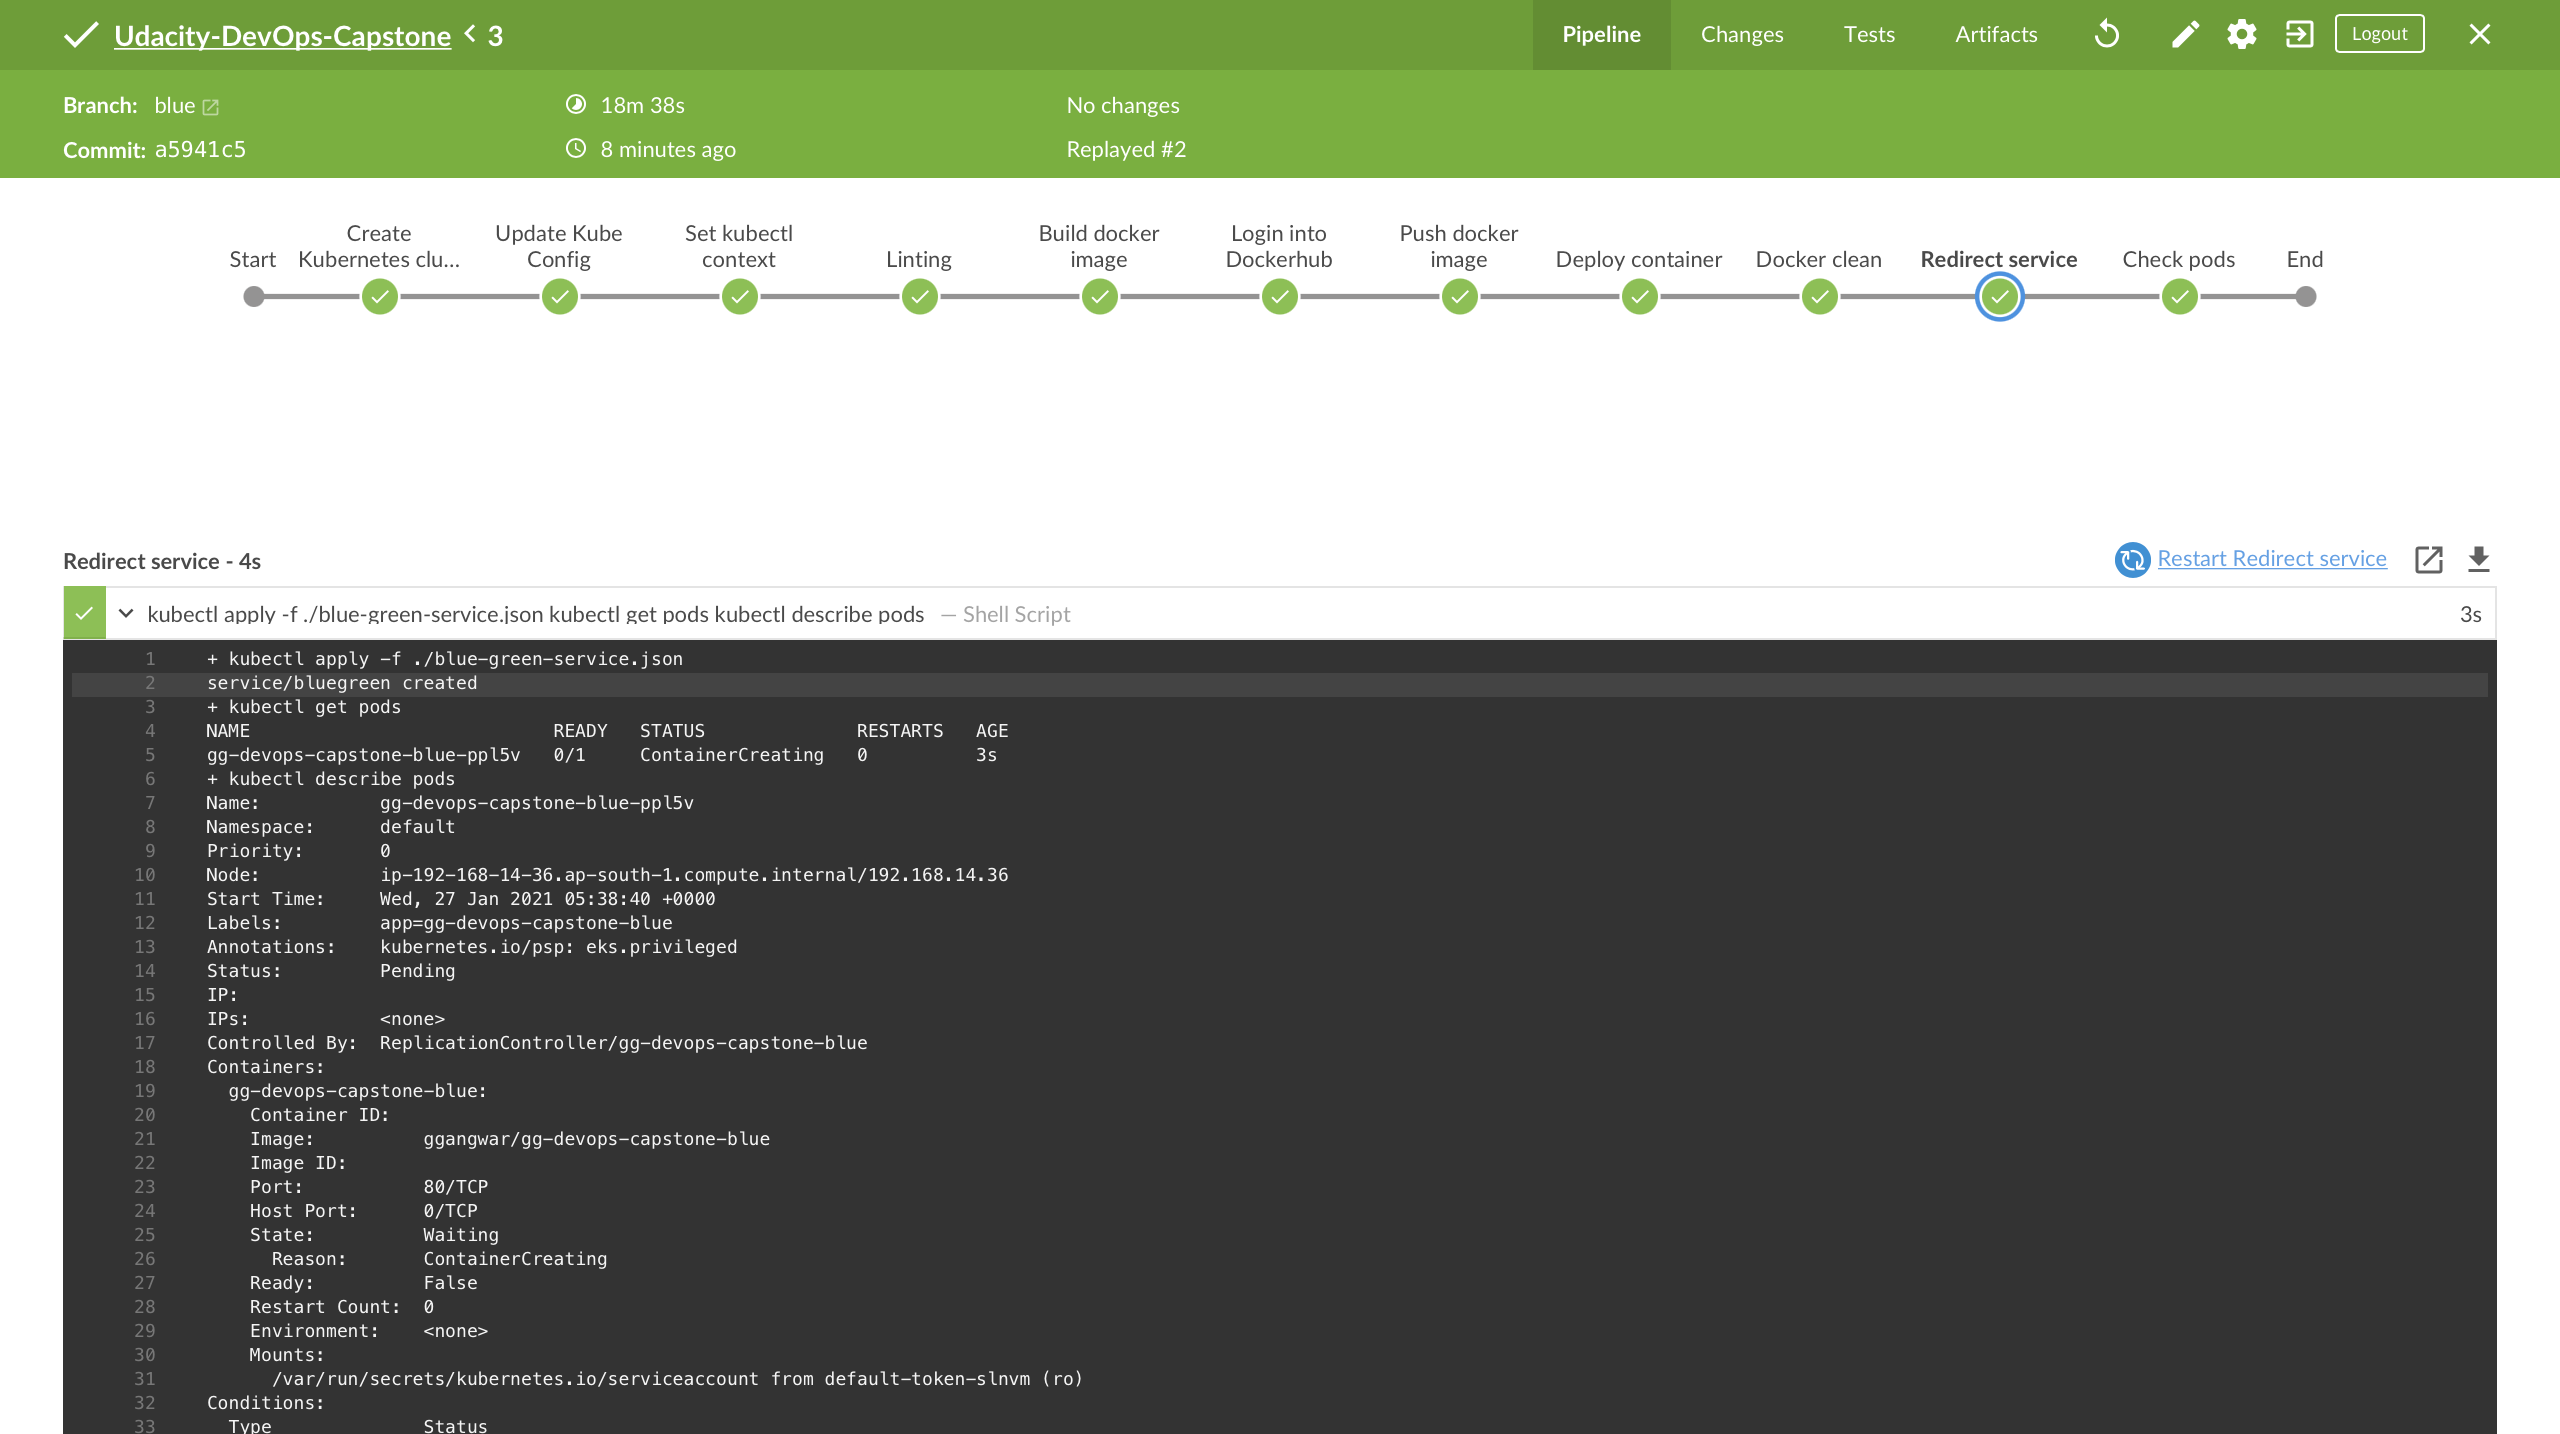 Udacity-DevOps-Capstone < 3
Pipeline Changes Tests Artifacts Logout
Branch: blue 18m 38s No changes
Commit: a5941c5 8 minutes ago Replayed #2
Start
Create Kubernetes clu...
Update Kube Config
Set kubectl context
Linting
Build docker image
Login into Dockerhub
Push docker image
Deploy container
Docker clean
Redirect service
Check pods
End
Redirect service - 4s
Restart Redirect service
kubectl apply -f ./blue-green-service.json kubectl get pods kubectl describe pods — Shell Script 3s
1 + kubectl apply -f ./blue-green-service.json
2 service/bluegreen created
3 + kubectl get pods
4 NAME READY STATUS RESTARTS AGE
5 gg-devops-capstone-blue-ppl5v 0/1 ContainerCreating 0 3s
6 + kubectl describe pods
7 Name: gg-devops-capstone-blue-ppl5v
8 Namespace: default
9 Priority: 0
10 Node: ip-192-168-14-36.ap-south-1.compute.internal/192.168.14.36
11 Start Time: Wed, 27 Jan 2021 05:38:40 +0000
12 Labels: app=gg-devops-capstone-blue
13 Annotations: kubernetes.io/psp: eks.privileged
14 Status: Pending
15 IP:
16 IPs: <none>
17 Controlled By: ReplicationController/gg-devops-capstone-blue
18 Containers:
19 gg-devops-capstone-blue:
20 Container ID:
21 Image: ggangwar/gg-devops-capstone-blue
22 Image ID:
23 Port: 80/TCP
24 Host Port: 0/TCP
25 State: Waiting
26 Reason: ContainerCreating
27 Ready: False
28 Restart Count: 0
29 Environment: <none>
30 Mounts:
31 /var/run/secrets/kubernetes.io/serviceaccount from default-token-slnvm (ro)
32 Conditions:
33 Type Status